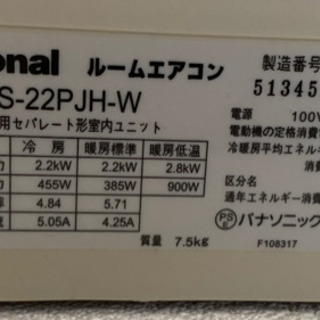 onal ルームエアコン
S-22PJH-W
用セパレート形室内ユニット
冷房 暖房標準 暖房低温
力 2.2kW 2.2kW 2.8kW
力 455W 385W 900W
率 4.84 5.71
流 5.05A 4.25A
質量 7.5kg
製造番号
51345
電源 100V
電動機の定格消費
冷暖房平均エネルギ
消費
区分名
通年エネルギー消費
PS E パナソニック
F108317